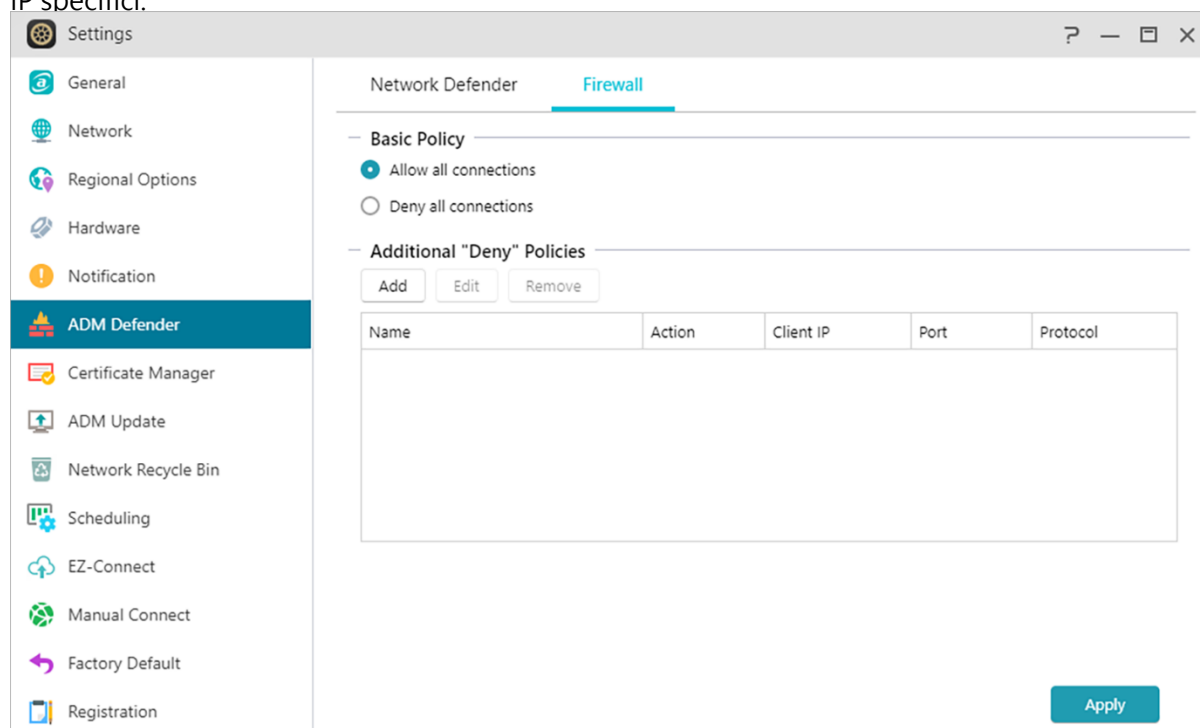 IP specifici.
Settings
General
Network
Regional Options
Hardware
Notification
ADM Defender
Certificate Manager
ADM Update
Network Recycle Bin
Scheduling
EZ-Connect
Manual Connect
Factory Default
Registration
Network Defender Firewall
Basic Policy
Allow all connections
Deny all connections
Additional "Deny" Policies
Add Edit Remove
Name Action Client IP Port Protocol
Apply